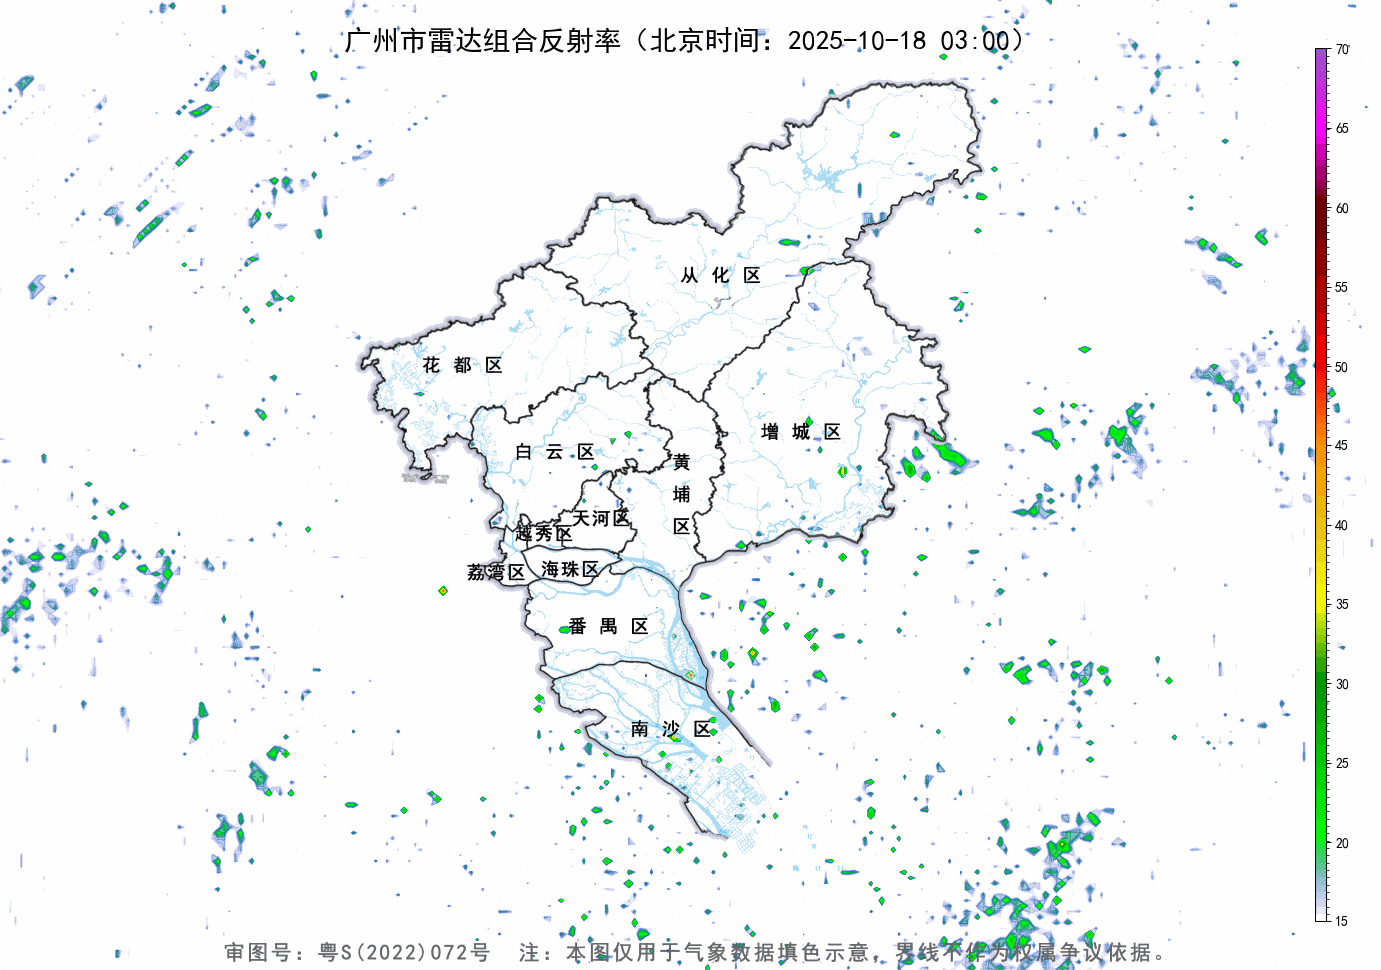 广州市雷达组合反射率（北京时间：2025-10-18 03:00）
70
65
60
55
50
45
40
35
30
25
20
15
从化区
花都区
增城区
白云区
黄埔区
天河区
越秀区
荔湾区
海珠区
番禺区
南沙区
审图号：粤S(2022)072号 注：本图仅用于气象数据填色示意，界线不作为权属争议依据。